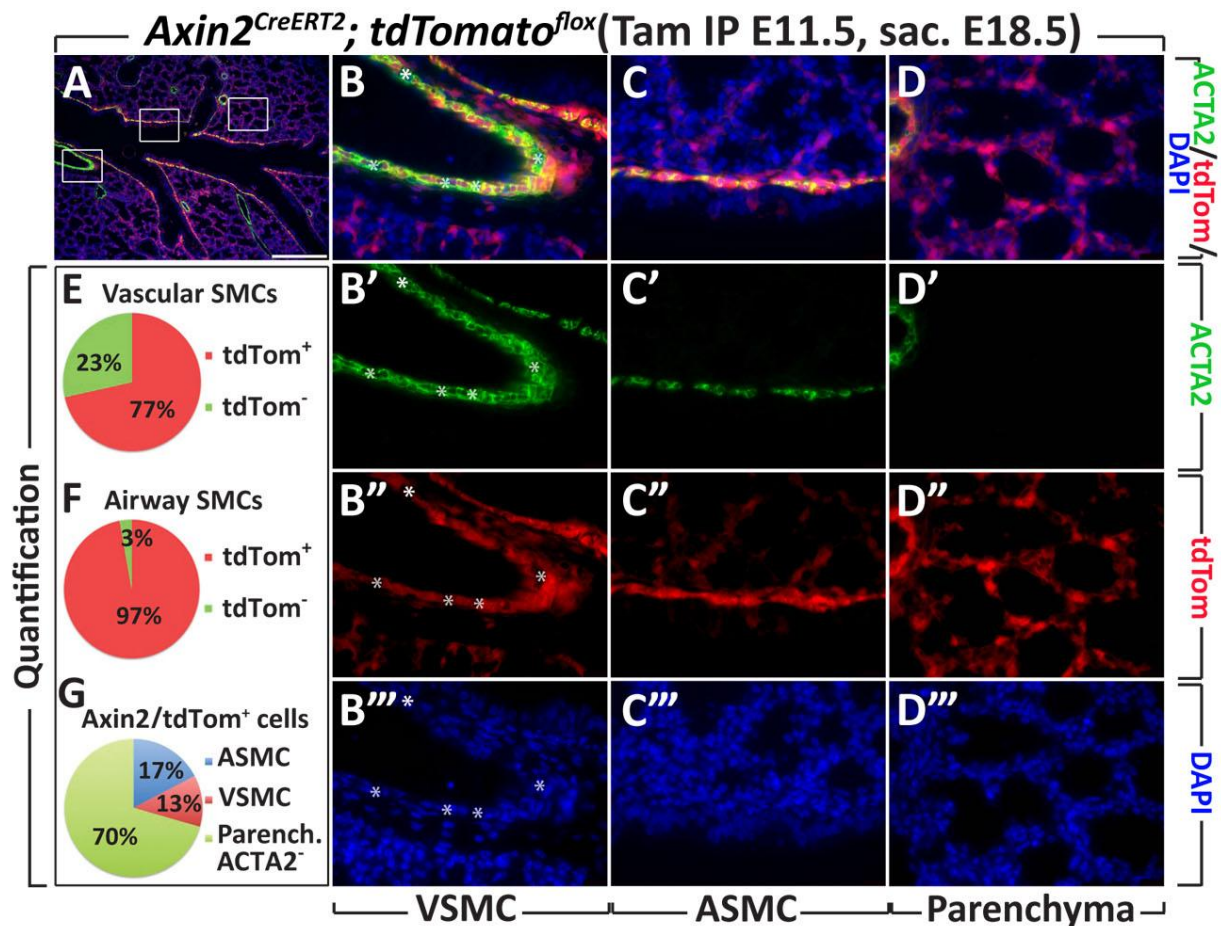 Axin2CreERT2; tdTomatoflox(Tam IP E11.5, sac. E18.5)
A
B
C
D
ACTA2/tdTom/
DAPI
Quantification
E
Vascular SMCs
23%
77%
tdTom+
tdTom-
B'
*
C'
D'
ACTA2
F
Airway SMCs
3%
97%
tdTom+
tdTom-
B''
C''
D''
tdTom
G
Axin2/tdTom+ cells
17%
13%
70%
ASMC
VSMC
Parench.
ACTA2-
B'''
C'''
D'''
DAPI
VSMC
ASMC
Parenchyma